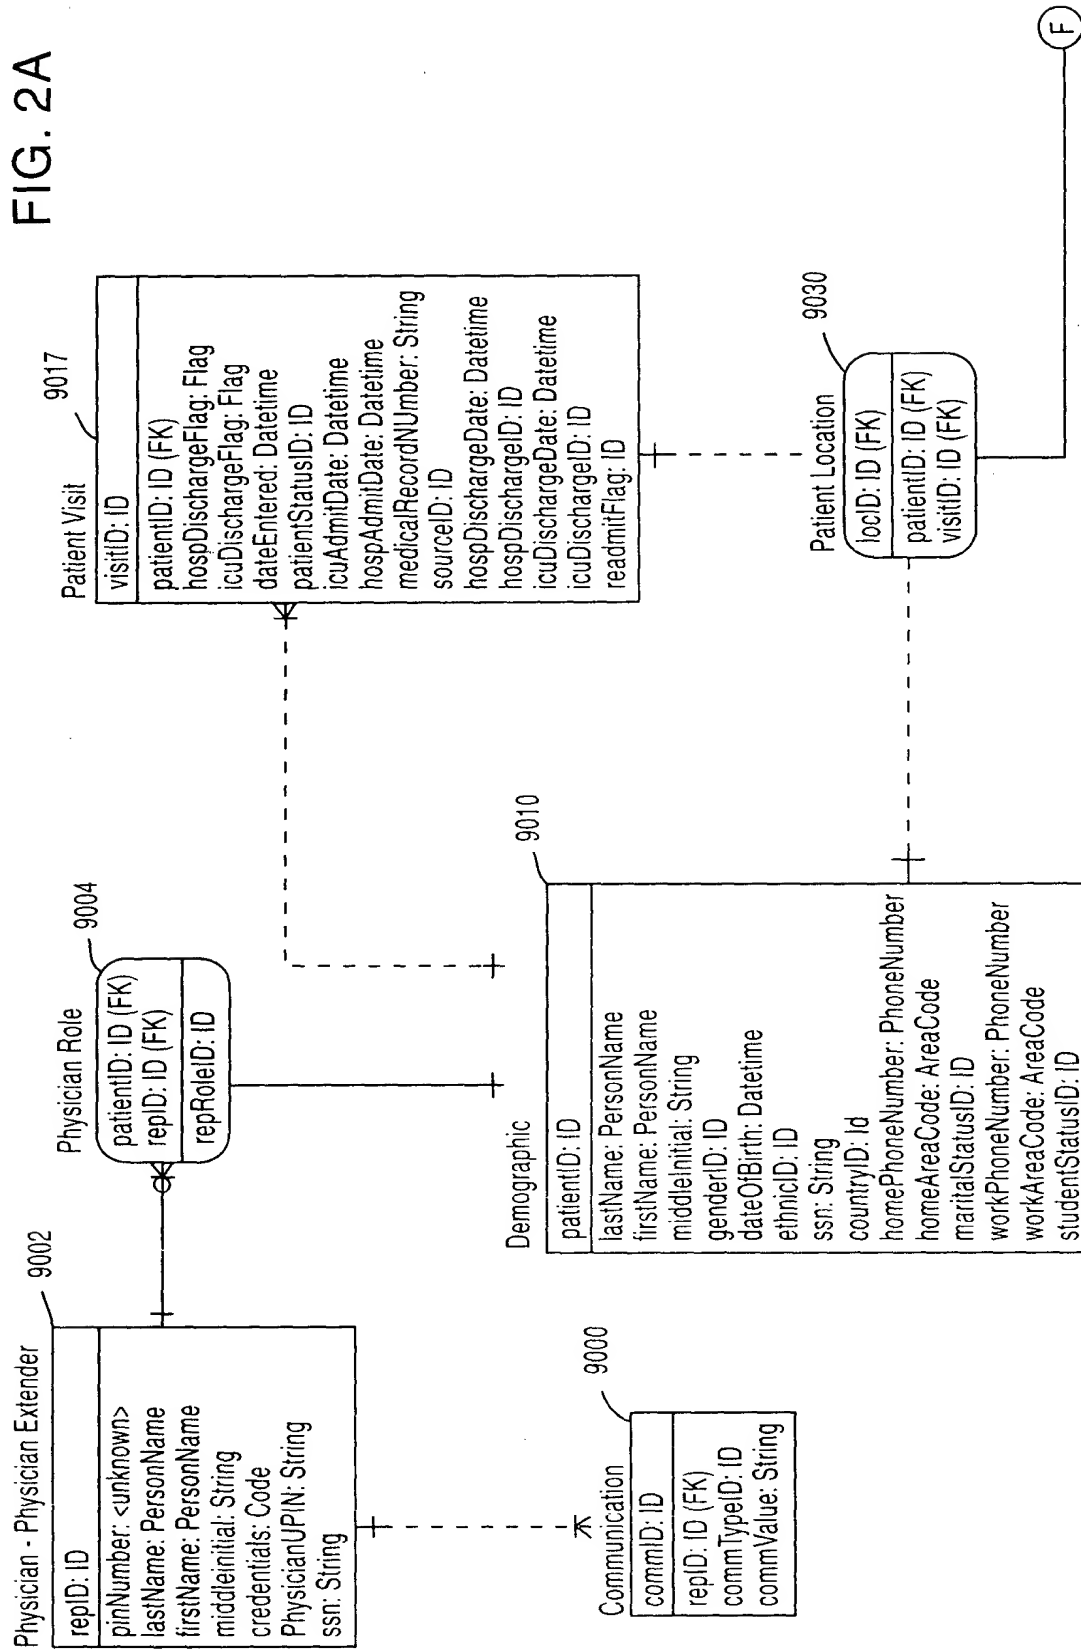 FIG. 2A
Physician - Physician Extender
9002
repID: ID
pinNumber: <unknown>
lastName: PersonName
firstName: PersonName
middleinitial: String
credentials: Code
PhysicianUPIN: String
ssn: String
Physician Role
9004
patientID: ID (FK)
repID: ID (FK)
repRoleID: ID
Patient Visit
9017
visitID: ID
patientID: ID (FK)
hospDischargeFlag: Flag
icuDischargeFlag: Flag
dateEntered: Datetime
patientStatusID: ID
icuAdmitDate: Datetime
hospAdmitDate: Datetime
medicalRecordNUmber: String
sourceID: ID
hospDischargeDate: Datetime
hospDischargeID: ID
icuDischargeDate: Datetime
icuDischargeID: ID
readmitFlag: ID
Communication
9000
commID: ID
repID: ID (FK)
commTypeID: ID
commValue: String
Demographic
9010
patientID: ID
lastName: PersonName
firstName: PersonName
middleInitial: String
genderID: ID
dateOfBirth: Datetime
ethnicID: ID
ssn: String
countryID: Id
homePhoneNumber: PhoneNumber
homeAreaCode: AreaCode
maritalStatusID: ID
workPhoneNumber: PhoneNumber
workAreaCode: AreaCode
studentStatusID: ID
Patient Location
9030
locID: ID (FK)
patientID: ID (FK)
visitID: ID (FK)
F